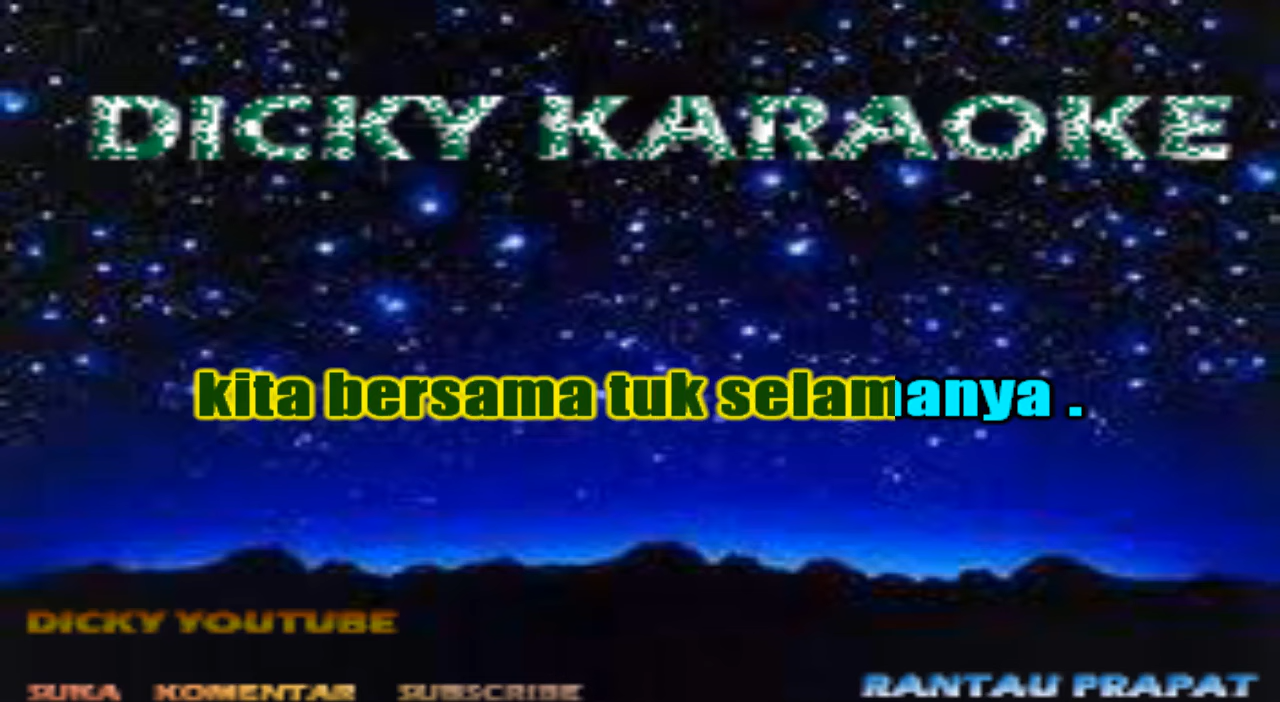 DICKY KARAOKE
kita bersama tuk selamanya .
DICKY YOUTUBE
SUKA KOMENTAR SUBSCRIBE
RANTAU PRAPAT